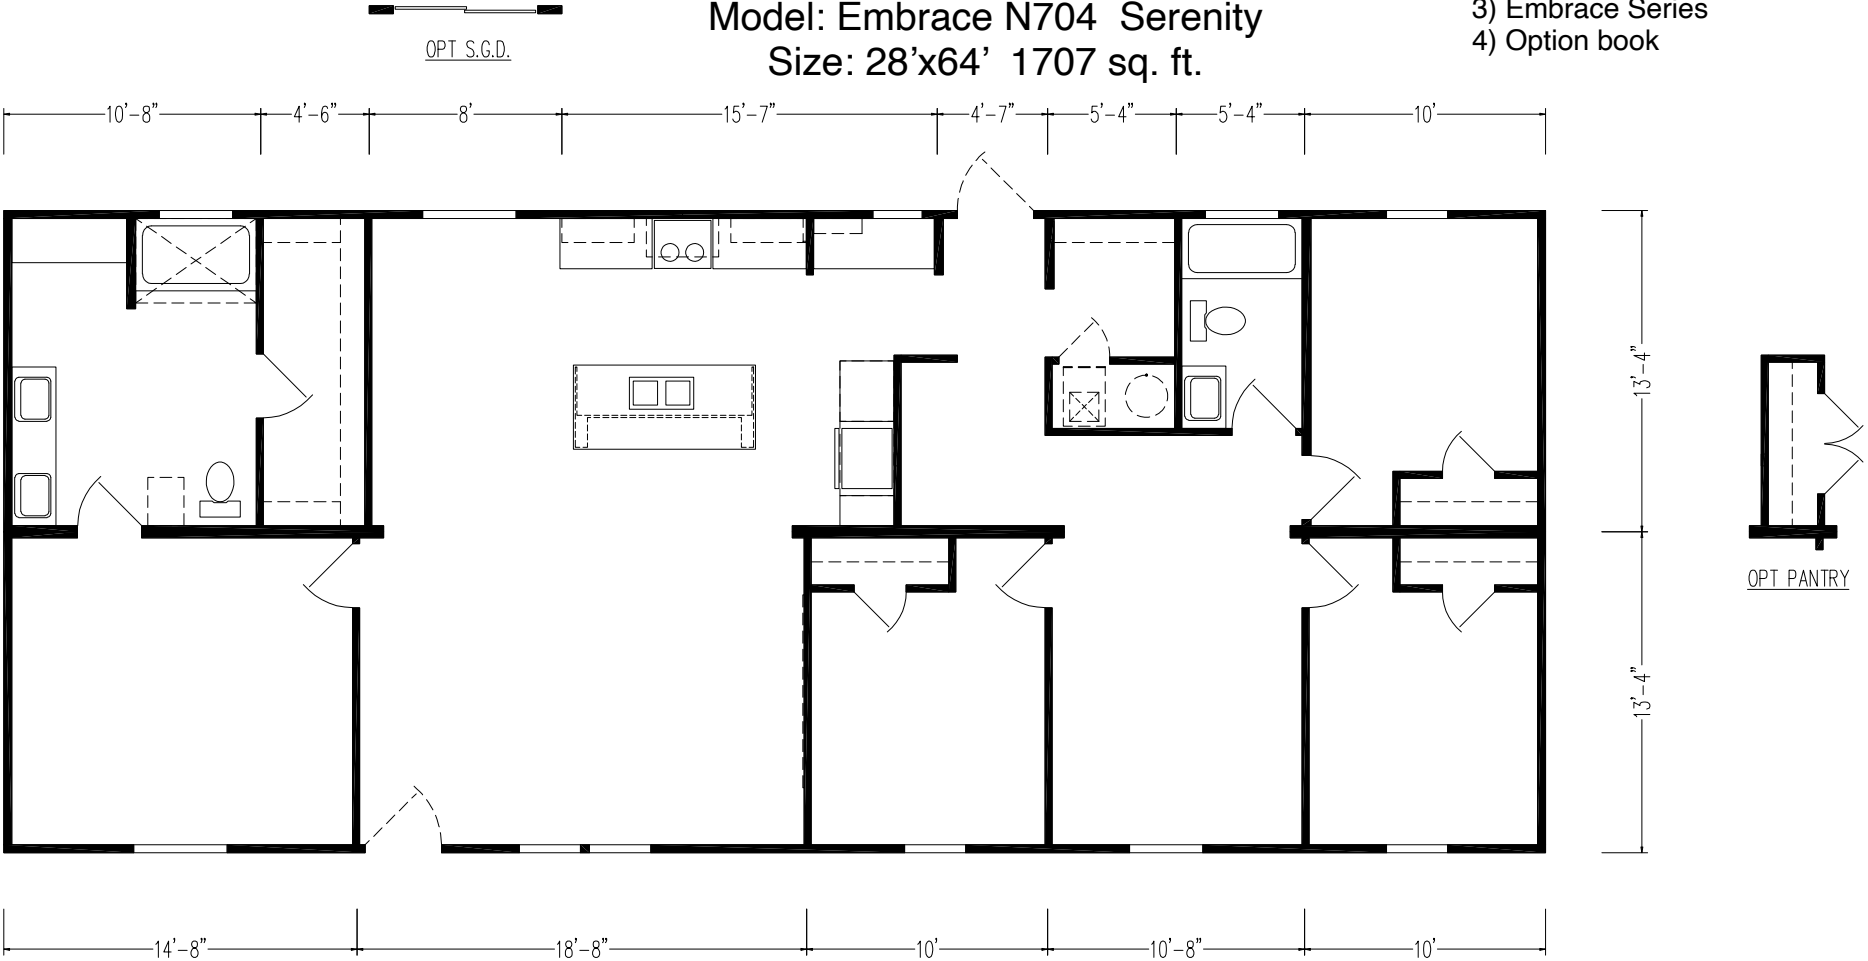 3) Embrace Series
Model: Embrace N704 Serenity
4) Option book
OPT S.G.D.
Size: 28’x64’ 1707 sq. ft.
10'-8" 4'-6" 8' 15'-7" 4'-7" 5'-4" 5'-4" 10'
13'-4"
OPT PANTRY
13'-4"
14'-8" 18'-8" 10' 10'-8" 10'